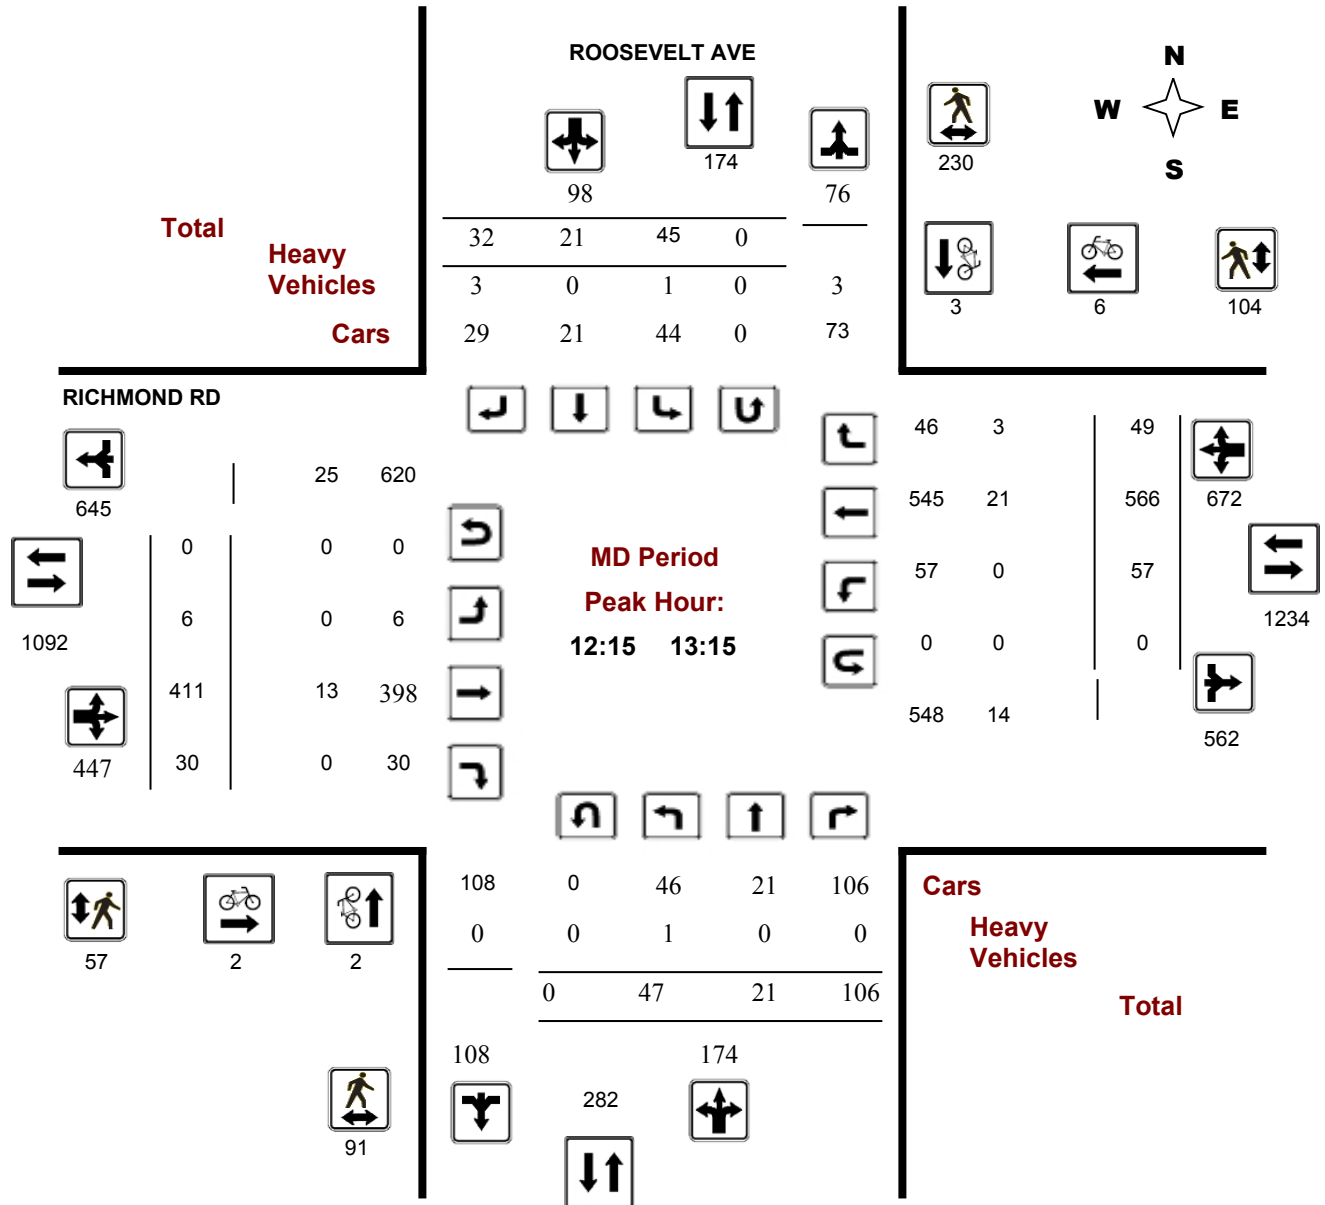 ROOSEVELT AVE
N
W E
S
174
230
98
76
Total
32 21 45 0
Heavy
Vehicles
3 0 1 0 3
3 6 104
Cars
29 21 44 0 73
RICHMOND RD
46 3 49
25 620
645
545 21 566 672
0 0 0
MD Period
57 0 57
Peak Hour:
6 0 6
1234
1092
12:15 13:15
0 0 0
411 13 398
548 14
562
447 30 0 30
108 0 46 21 106
Cars
0 0 1 0 0
Heavy
Vehicles
57 2 2
0 47 21 106
Total
108 174
282
91